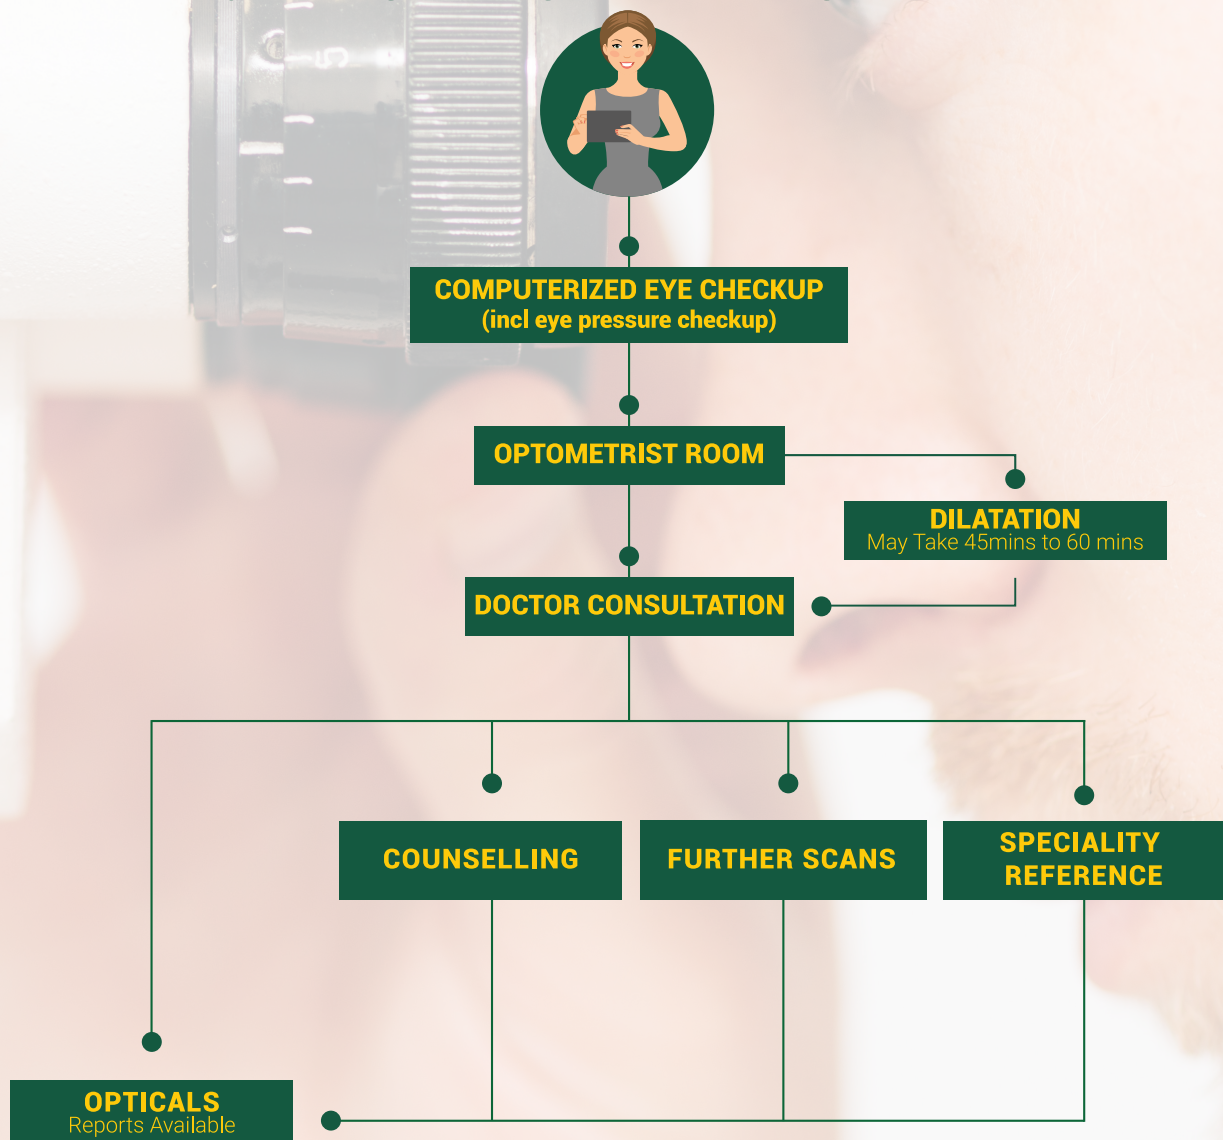 COMPUTERIZED EYE CHECKUP
(incl eye pressure checkup)
OPTOMETRIST ROOM
DILATATION
May Take 45mins to 60 mins
DOCTOR CONSULTATION
COUNSELLING
FURTHER SCANS
SPECIALITY
REFERENCE
OPTICALS
Reports Available